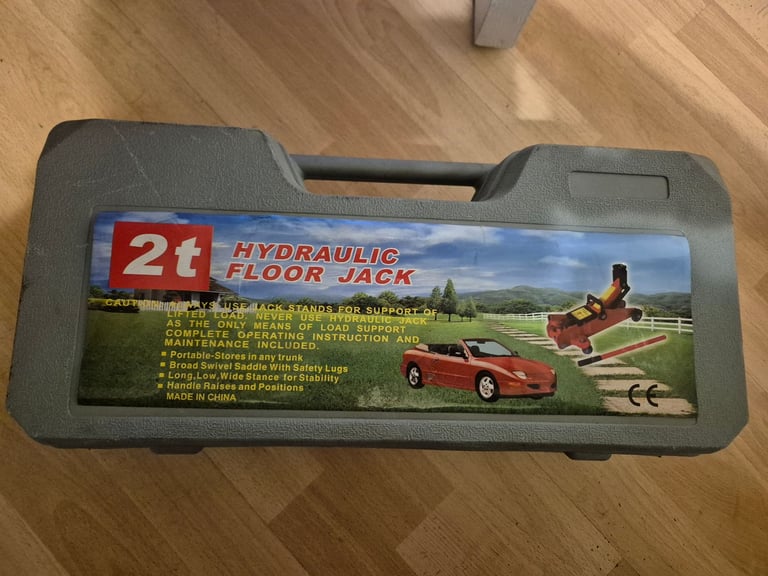 2t
HYDRAULIC
FLOOR JACK
CAUTION: ALWAYS USE JACK STANDS FOR SUPPORT OF
LIFTED LOAD. NEVER USE HYDRAULIC JACK
AS THE ONLY MEANS OF LOAD SUPPORT
COMPLETE OPERATING INSTRUCTION AND
MAINTENANCE INCLUDED.
▪ Portable-Stores in any trunk
▪ Broad Swivel Saddle With Safety Lugs
▪ Long, Low, Wide Stance for Stability
▪ Handle Raises and Positions
MADE IN CHINA
CE